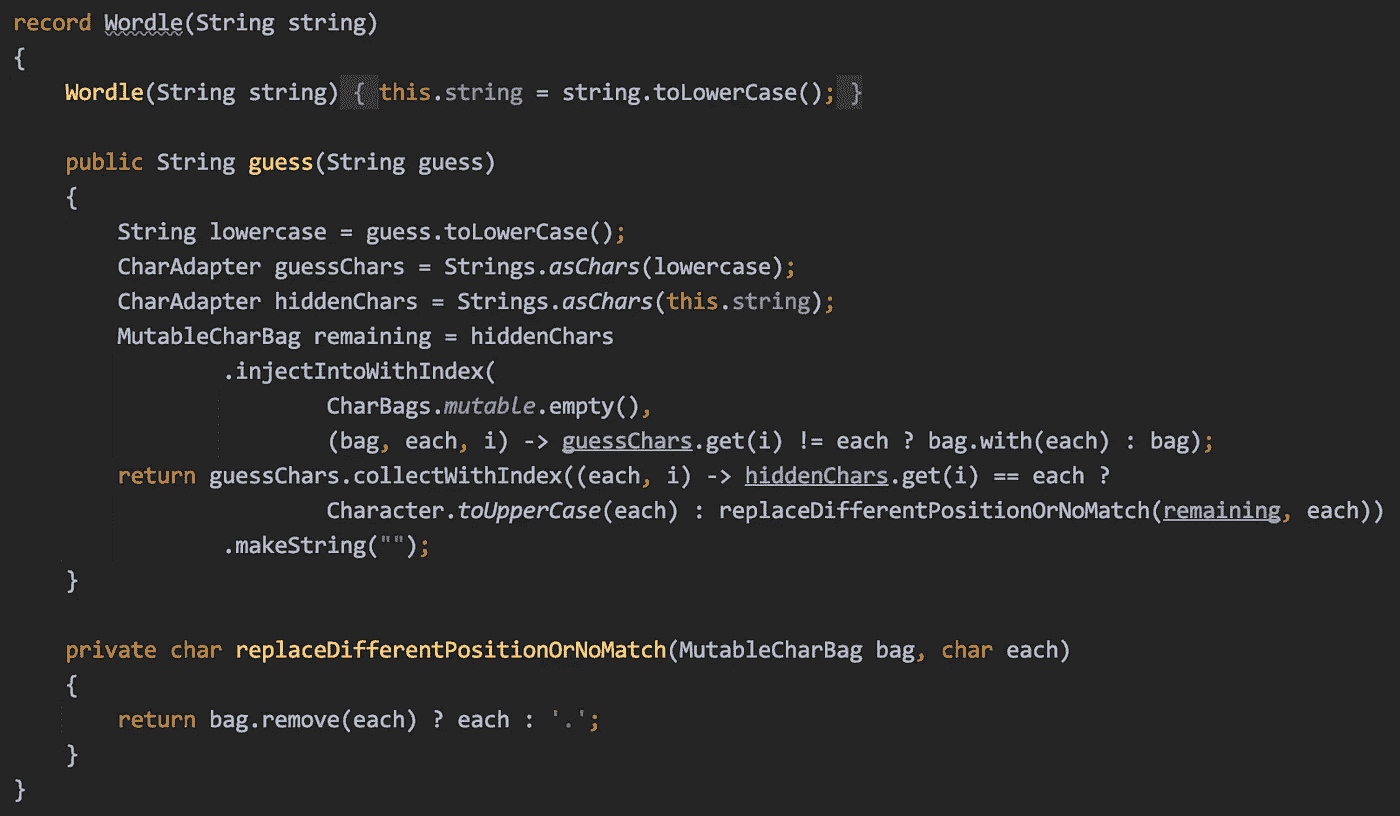 record Wordle(String string)
{
    Wordle(String string) { this.string = string.toLowerCase(); }

    public String guess(String guess)
    {
        String lowercase = guess.toLowerCase();
        CharAdapter guessChars = Strings.asChars(lowercase);
        CharAdapter hiddenChars = Strings.asChars(this.string);
        MutableCharBag remaining = hiddenChars
                .injectIntoWithIndex(
                        CharBags.mutable.empty(),
                        (bag, each, i) -> guessChars.get(i) != each ? bag.with(each) : bag);
        return guessChars.collectWithIndex((each, i) -> hiddenChars.get(i) == each ?
                        Character.toUpperCase(each) : replaceDifferentPositionOrNoMatch(remaining, each))
                .makeString("");
    }

    private char replaceDifferentPositionOrNoMatch(MutableCharBag bag, char each)
    {
        return bag.remove(each) ? each : '.';
    }
}